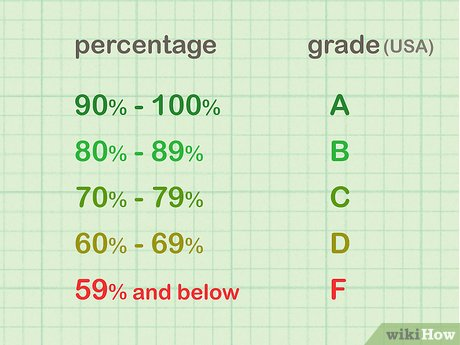 percentage grade (USA)
90% - 100% A
80% - 89% B
70% - 79% C
60% - 69% D
59% and below F
wikiHow